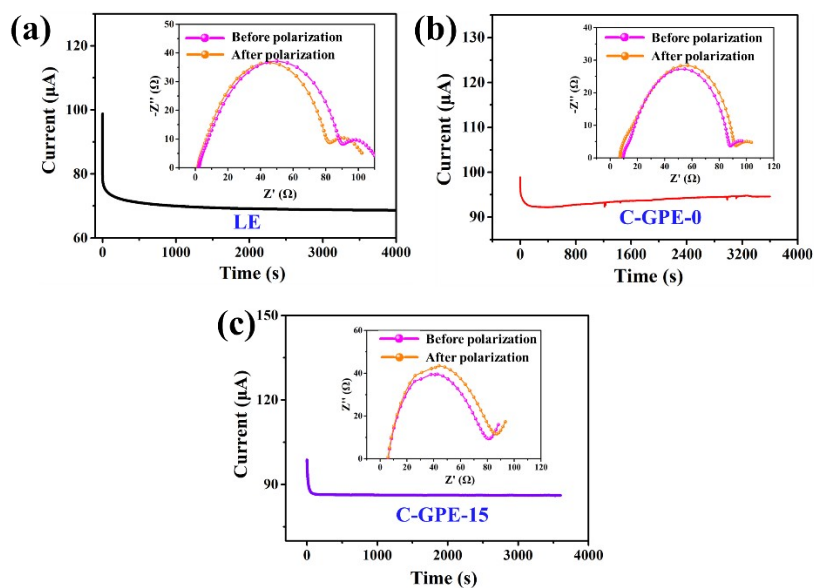 (a)
120
100
80
60
Current (μA)
0
1000
2000
3000
4000
Time (s)
LE
Before polarization
After polarization
50
40
30
20
10
0
-Z'' (Ω)
0
20
40
60
80
100
Z' (Ω)
(b)
110
105
100
95
90
Current (μA)
0
800
1600
2400
3200
4000
Time (s)
C-GPE-0
Before polarization
After polarization
40
30
20
10
0
-Z'' (Ω)
0
20
40
60
80
100
120
Z' (Ω)
(c)
150
120
90
Current (μA)
0
1000
2000
3000
4000
Time (s)
C-GPE-15
Before polarization
After polarization
60
40
20
0
Z'' (Ω)
0
20
40
60
80
100
120
Z' (Ω)